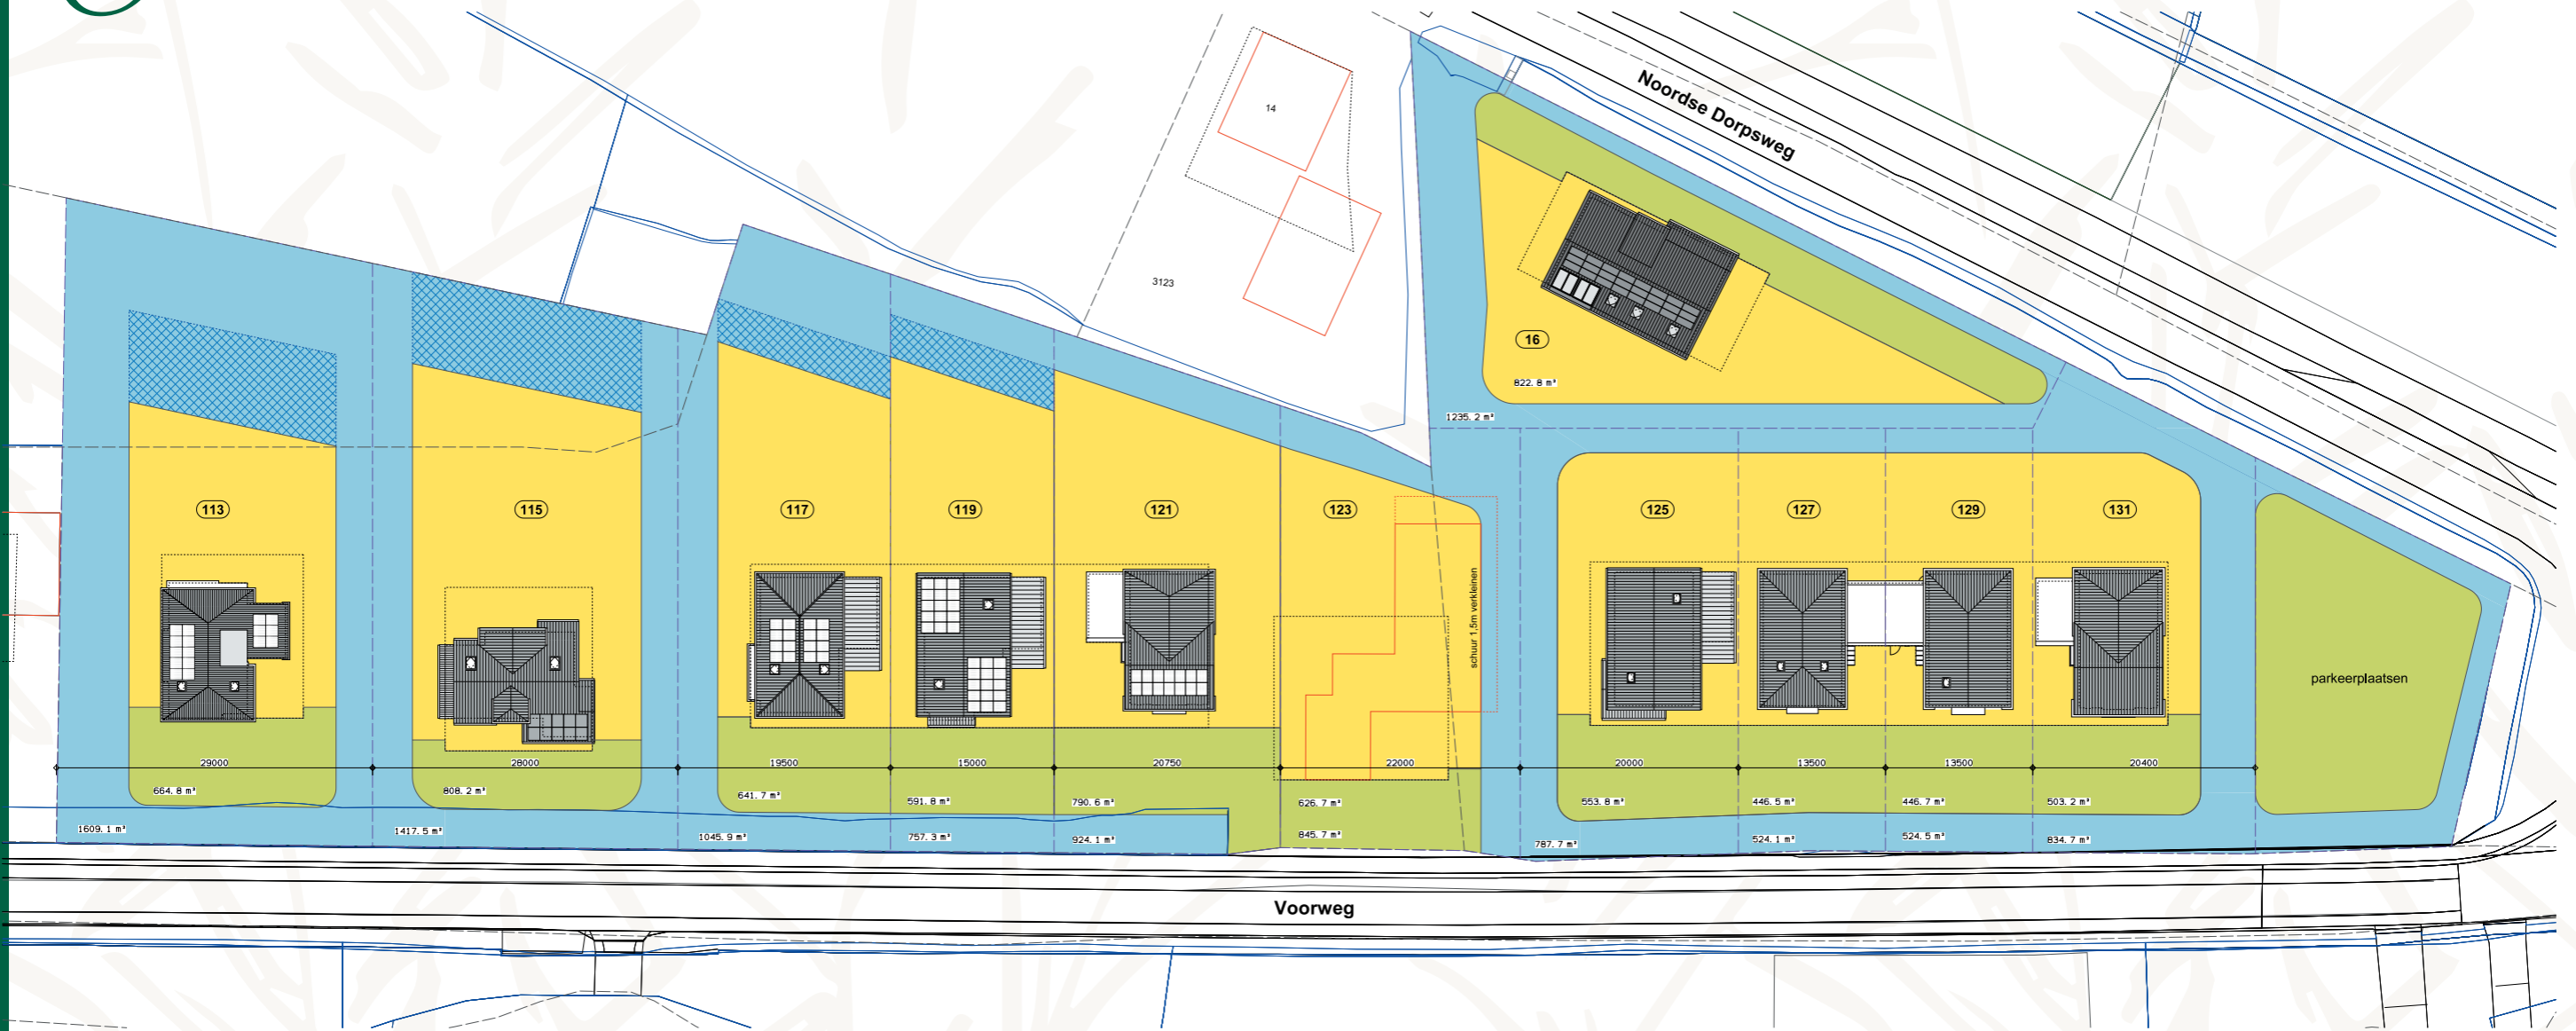 Noordse Dorpsweg
14
3123
16
822. 8 m²
1235. 2 m²
113
115
117
119
121
123
125
127
129
131
schuur 1,5m verkleinen
parkeerplaatsen
29000
28000
19500
15000
20750
22000
20000
13500
13500
20400
664. 8 m²
808. 2 m²
641. 7 m²
591. 8 m²
790. 6 m²
626. 7 m²
553. 8 m²
446. 5 m²
446. 7 m²
503. 2 m²
1609. 1 m²
1417. 5 m²
1045. 9 m²
757. 3 m²
924. 1 m²
845. 7 m²
787. 7 m²
524. 1 m²
524. 5 m²
834. 7 m²
Voorweg